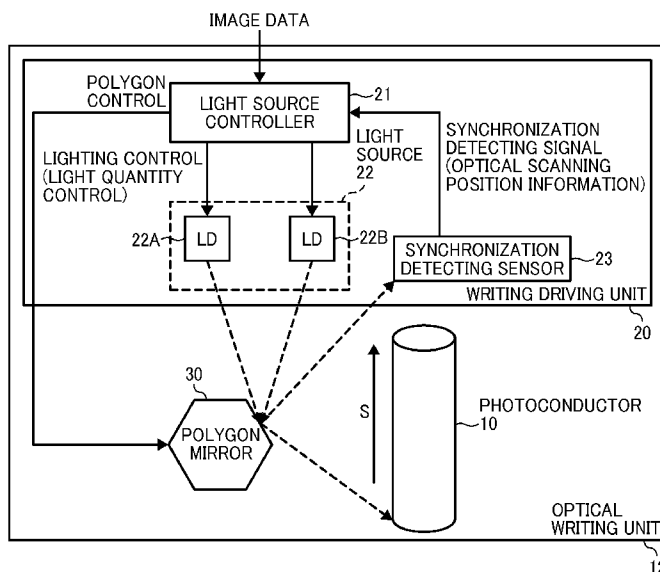 IMAGE DATA
POLYGON
CONTROL
LIGHT SOURCE
CONTROLLER
21
LIGHTING CONTROL
(LIGHT QUANTITY
CONTROL)
LIGHT
SOURCE
22
SYNCHRONIZATION
DETECTING SIGNAL
(OPTICAL SCANNING
POSITION INFORMATION)
22A
LD
LD
22B
SYNCHRONIZATION
DETECTING SENSOR
23
WRITING DRIVING UNIT
20
30
POLYGON
MIRROR
S
PHOTOCONDUCTOR
10
OPTICAL
WRITING UNIT